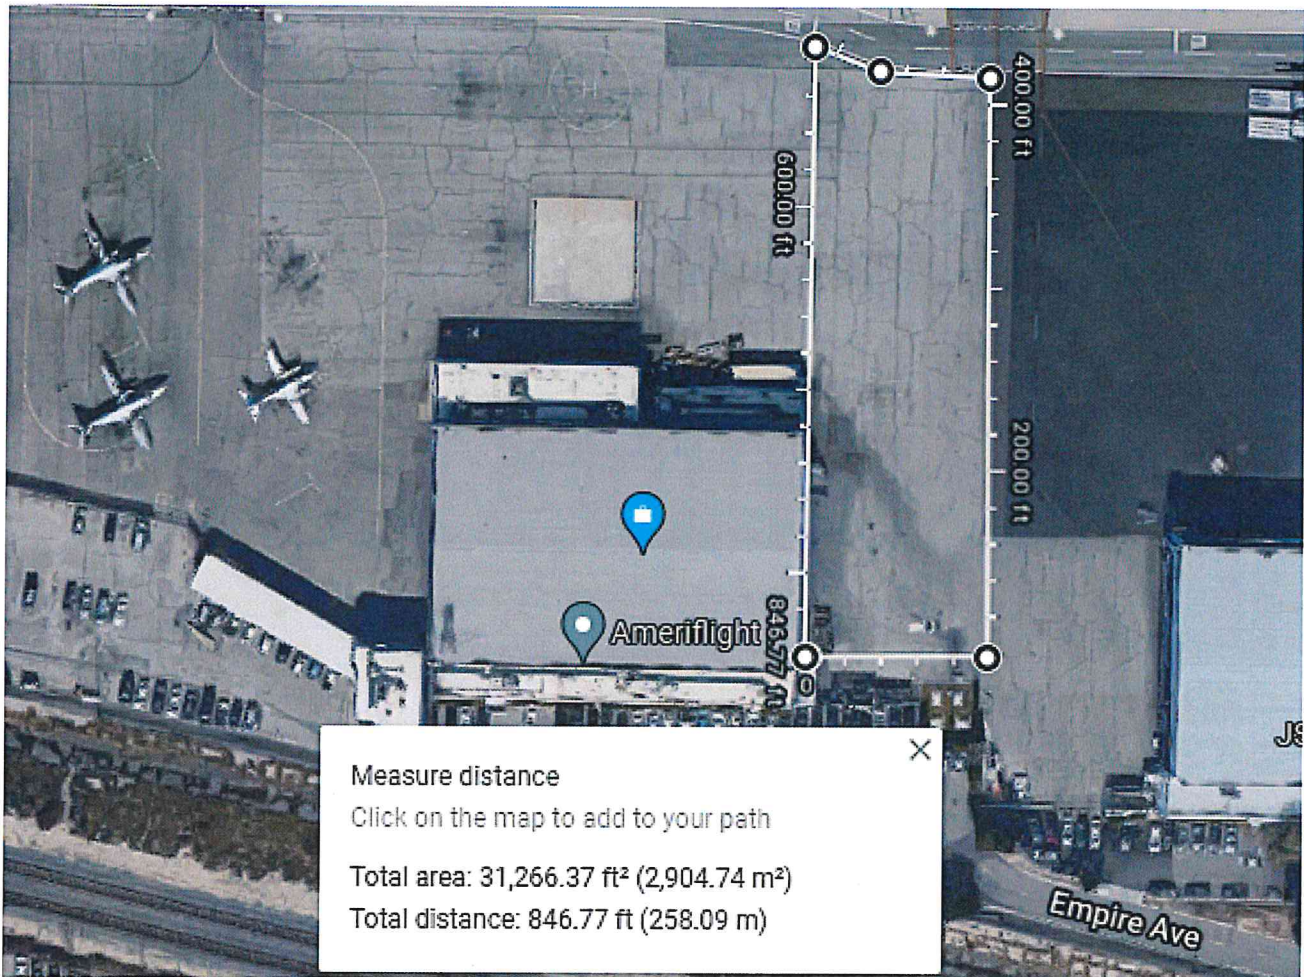 400.00 ft
600.00 ft
200.00 ft
Ameriflight
846.77 ft
JS
Measure distance
Click on the map to add to your path
Total area: 31,266.37 ft² (2,904.74 m²)
Total distance: 846.77 ft (258.09 m)
Empire Ave